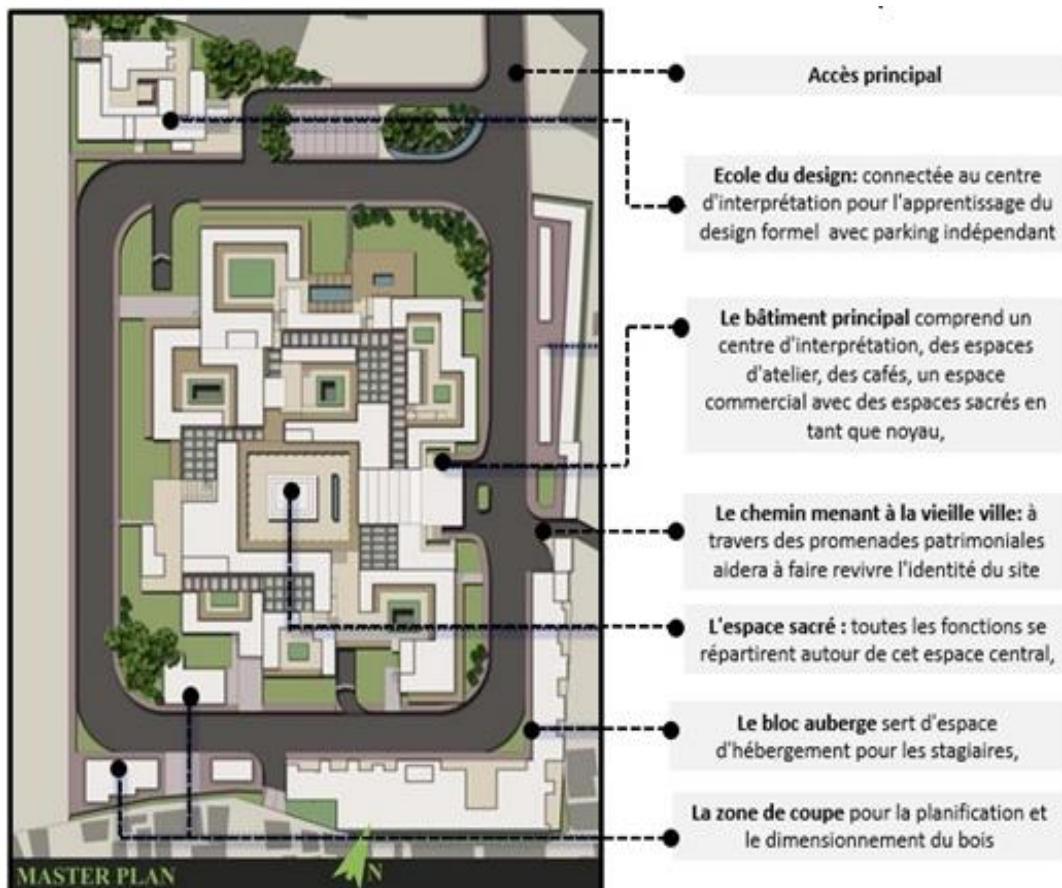 Accès principal
Ecole du design: connectée au centre
d'interprétation pour l'apprentissage du
design formel avec parking indépendant
Le bâtiment principal comprend un
centre d'interprétation, des espaces
d'atelier, des cafés, un espace
commercial avec des espaces sacrés en
tant que noyau,
Le chemin menant à la vieille ville: à
travers des promenades patrimoniales
aidera à faire revivre l'identité du site
L'espace sacré : toutes les fonctions se
répartirent autour de cet espace central,
Le bloc auberge sert d'espace
d'hébergement pour les stagiaires,
La zone de coupe pour la planification et
le dimensionnement du bois
MASTER PLAN
N